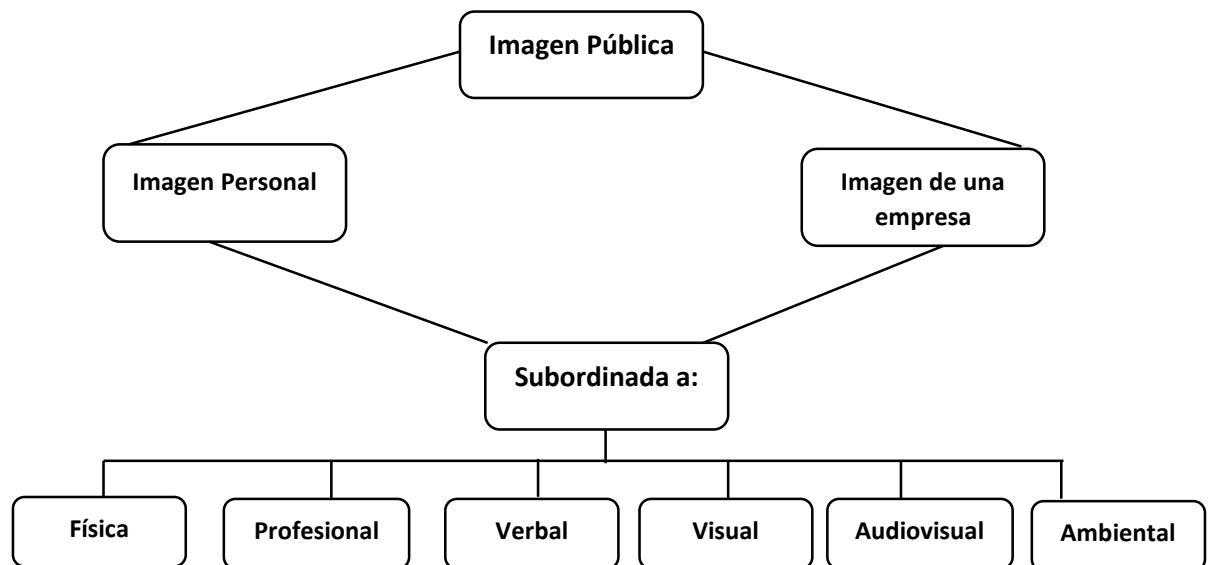 Imagen Pública
Imagen Personal
Imagen de una
empresa
Subordinada a:
Física
Profesional
Verbal
Visual
Audiovisual
Ambiental